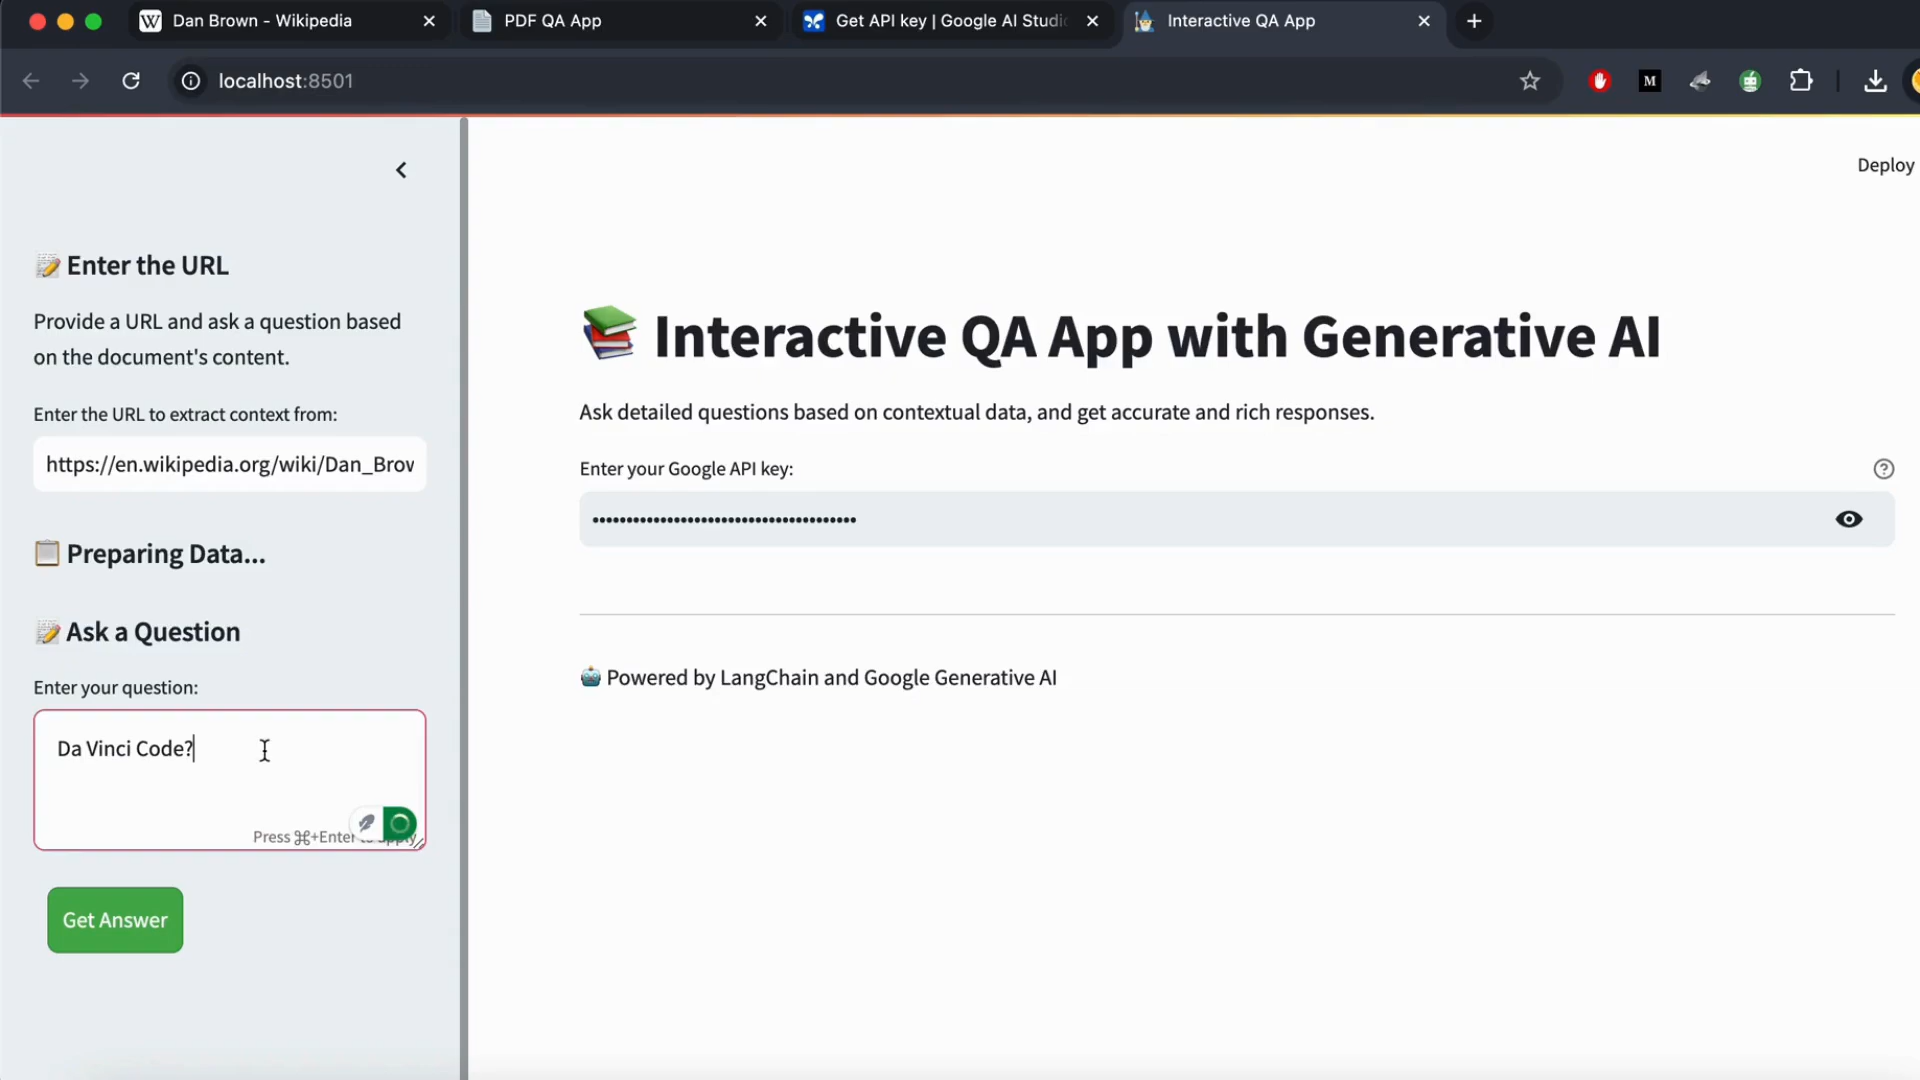 Dan Brown - Wikipedia
PDF QA App
Get API key | Google AI Studi
Interactive QA App
localhost:8501
M
Deploy
Enter the URL
Provide a URL and ask a question based
on the document's content.
Enter the URL to extract context from:
https://en.wikipedia.org/wiki/Dan_Brow
Preparing Data...
Ask a Question
Enter your question:
Da Vinci Code?
Press ⌘+Enter to apply
Get Answer
Interactive QA App with Generative AI
Ask detailed questions based on contextual data, and get accurate and rich responses.
Enter your Google API key:
•••••••••••••••••••••••••••••••••••••••
Powered by LangChain and Google Generative AI